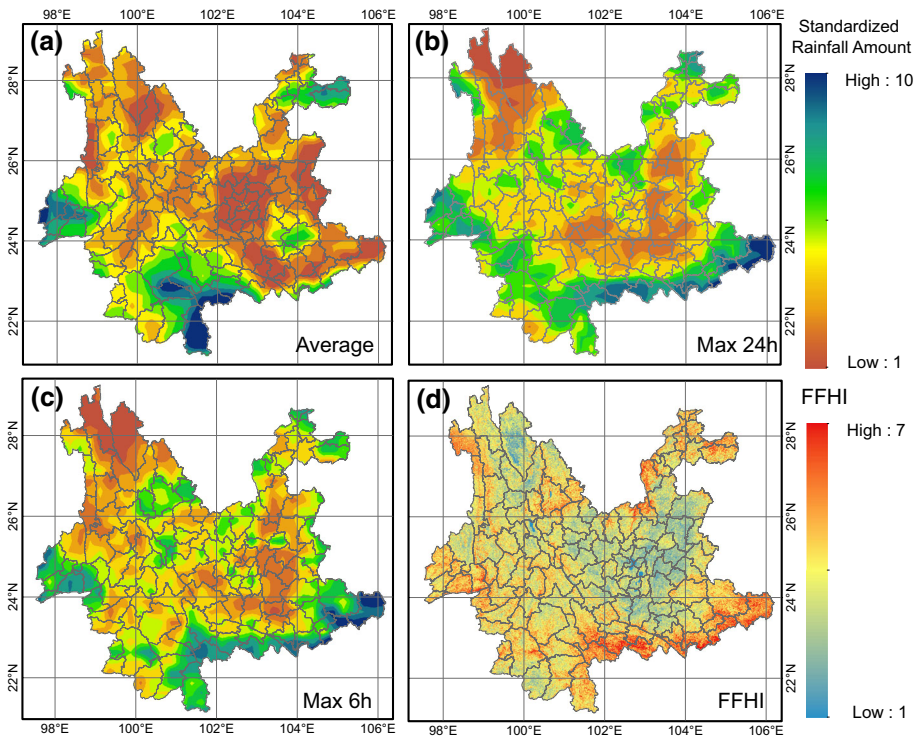 98°E 100°E 102°E 104°E 106°E 98°E 100°E 102°E 104°E 106°E
Standardized
Rainfall Amount
(a)
(b)
High : 10
28°N
26°N
24°N
22°N
28°N
26°N
24°N
22°N
Average
Max 24h
Low : 1
(c)
(d)
FFHI
High : 7
28°N
26°N
24°N
22°N
28°N
26°N
24°N
22°N
Max 6h
FFHI
Low : 1
98°E 100°E 102°E 104°E 106°E 98°E 100°E 102°E 104°E 106°E